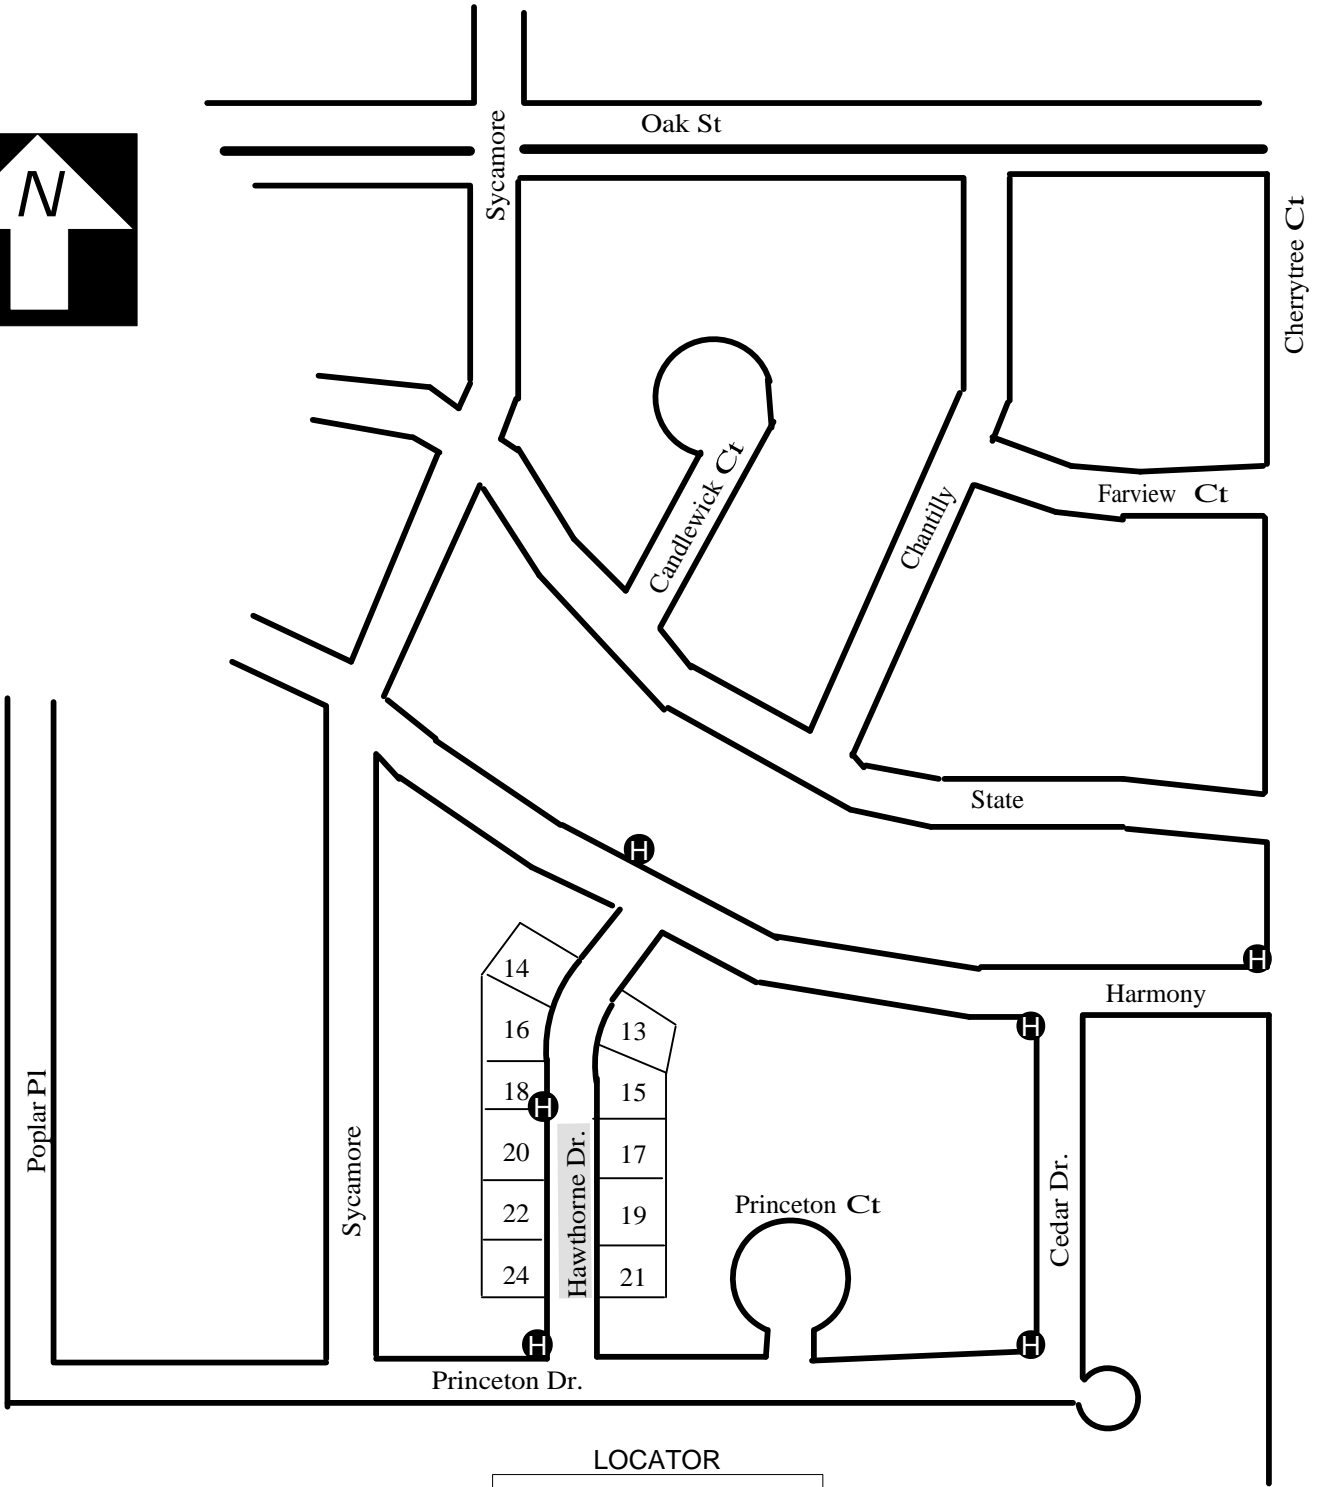 Oak St
Sycamore
N
Cherrytree Ct
Candlewick Ct
Farview Ct
Chantilly
State
H
H
14
Harmony
16
13
H
18
15
H
Poplar Pl
Sycamore
20
17
Hawthorne Dr.
Cedar Dr.
22
19
Princeton Ct
24
21
H
H
Princeton Dr.
LOCATOR